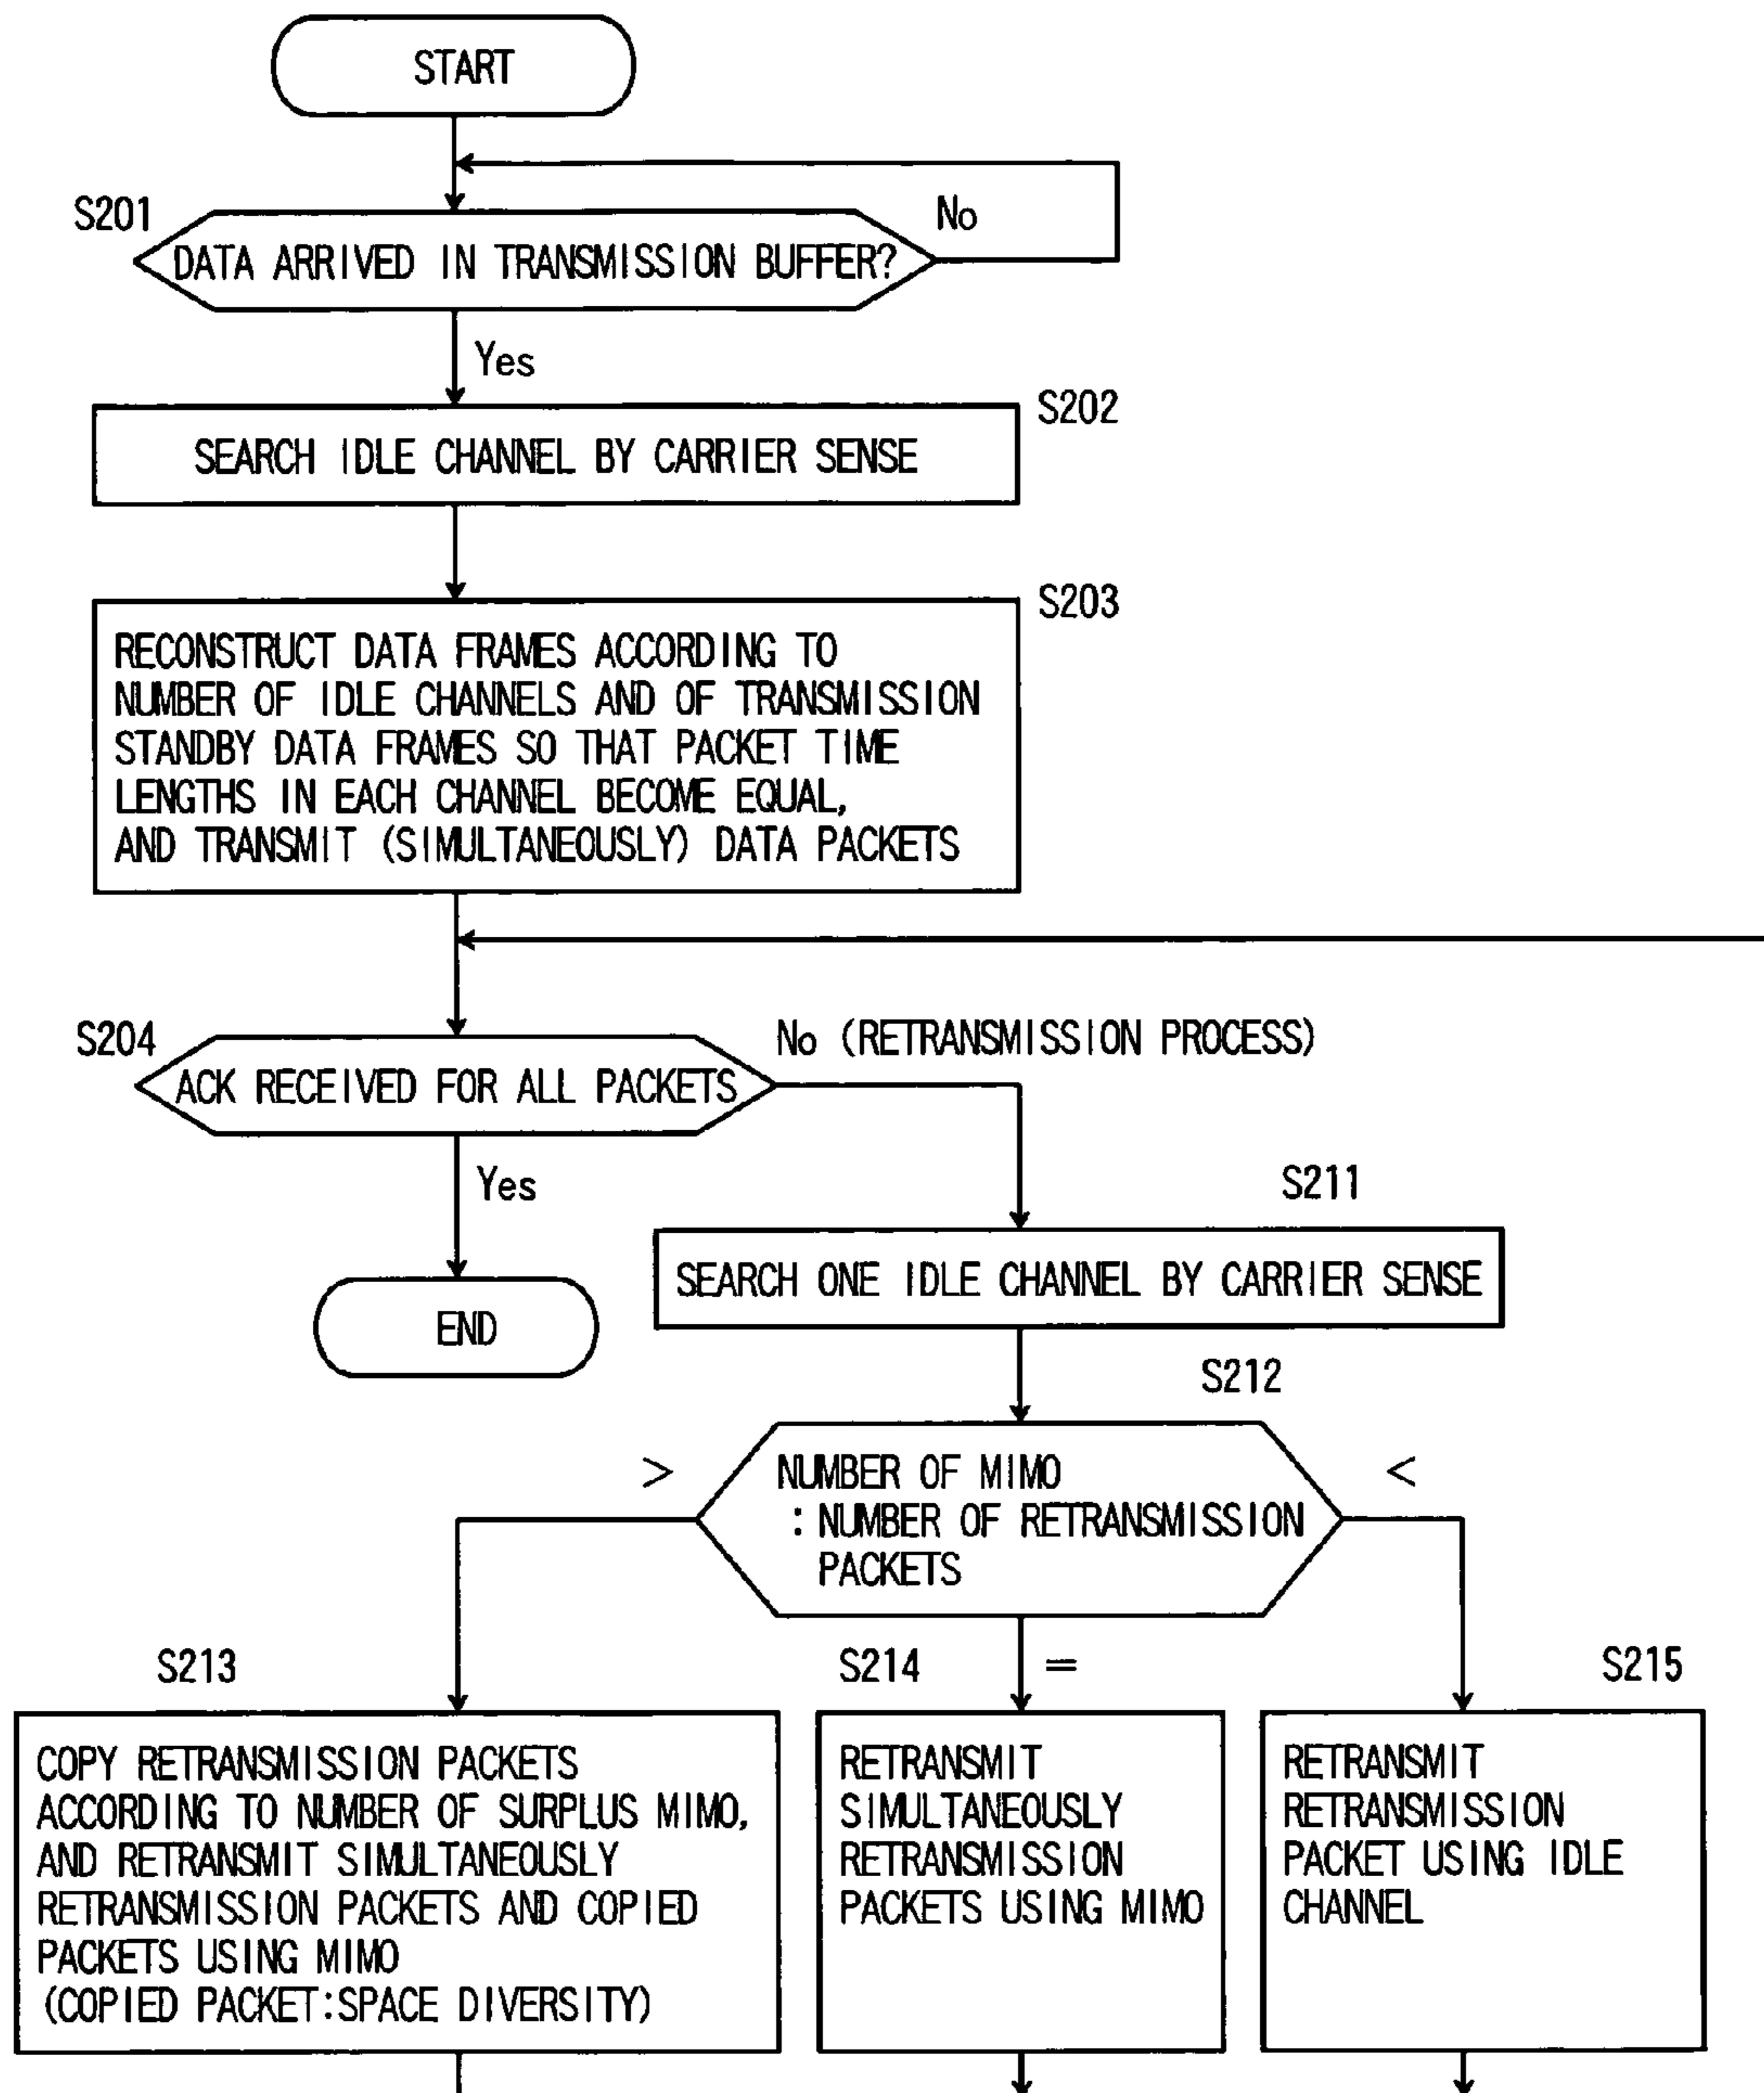 START
S201
DATA ARRIVED IN TRANSMISSION BUFFER?
No
Yes
S202
SEARCH IDLE CHANNEL BY CARRIER SENSE
S203
RECONSTRUCT DATA FRAMES ACCORDING TO
NUMBER OF IDLE CHANNELS AND OF TRANSMISSION
STANDBY DATA FRAMES SO THAT PACKET TIME
LENGTHS IN EACH CHANNEL BECOME EQUAL,
AND TRANSMIT (SIMULTANEOUSLY) DATA PACKETS
S204
ACK RECEIVED FOR ALL PACKETS
No (RETRANSMISSION PROCESS)
Yes
END
S211
SEARCH ONE IDLE CHANNEL BY CARRIER SENSE
S212
NUMBER OF MIMO
: NUMBER OF RETRANSMISSION
PACKETS
>
<
=
S213
COPY RETRANSMISSION PACKETS
ACCORDING TO NUMBER OF SURPLUS MIMO,
AND RETRANSMIT SIMULTANEOUSLY
RETRANSMISSION PACKETS AND COPIED
PACKETS USING MIMO
(COPIED PACKET:SPACE DIVERSITY)
S214
RETRANSMIT
SIMULTANEOUSLY
RETRANSMISSION
PACKETS USING MIMO
S215
RETRANSMIT
RETRANSMISSION
PACKET USING IDLE
CHANNEL